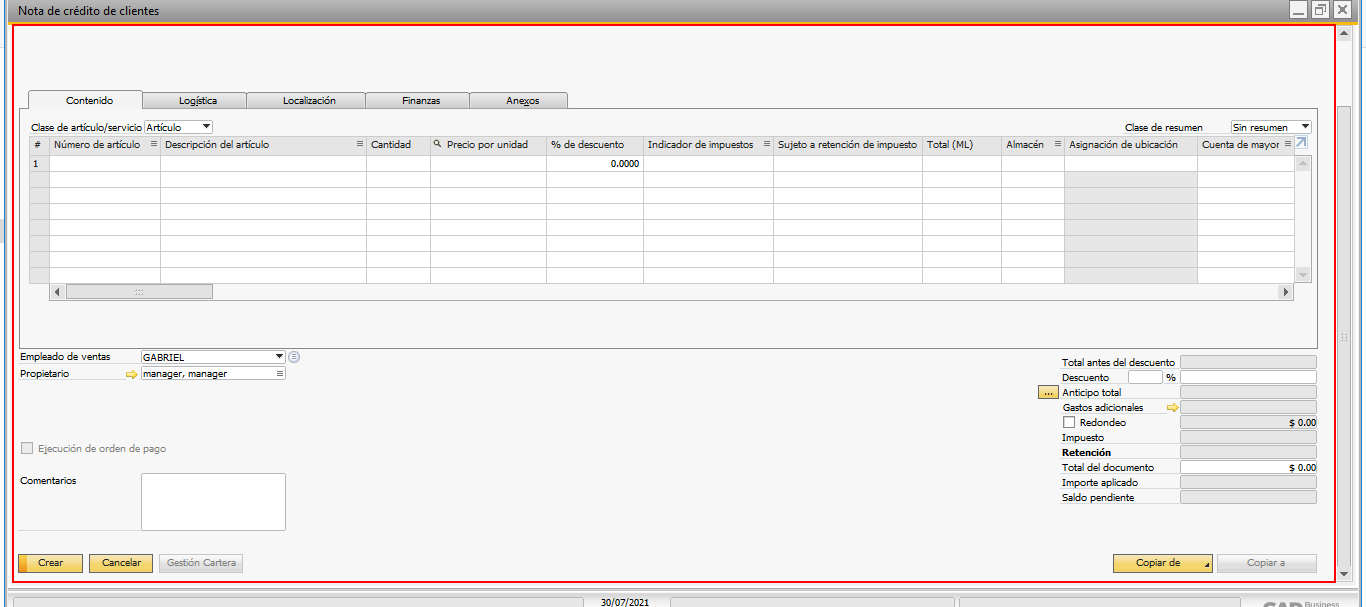 Nota de crédito de clientes
Contenido Logística Localización Finanzas Anexos
Clase de artículo/servicio Artículo Clase de resumen Sin resumen
# Número de artículo Descripción del artículo Cantidad Precio por unidad % de descuento Indicador de impuestos Sujeto a retención de impuesto Total (ML) Almacén Asignación de ubicación Cuenta de mayor
1 0.0000
Empleado de ventas GABRIEL
Propietario manager, manager
Total antes del descuento
Descuento %
... Anticipo total
Gastos adicionales
Redondeo $ 0.00
Impuesto
Ejecución de orden de pago
Retención
Total del documento $ 0.00
Comentarios
Importe aplicado
Saldo pendiente
Crear Cancelar Gestión Cartera Copiar de Copiar a
30/07/2021
SAP Business